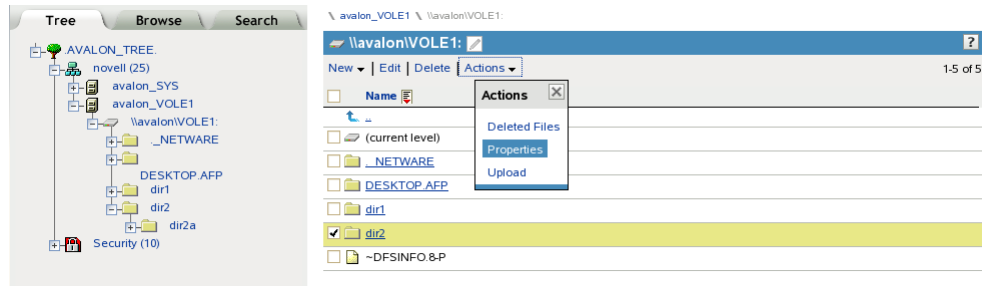 Tree Browse Search
.AVALON_TREE.
novell (25)
avalon_SYS
avalon_VOLE1
\\avalon\VOLE1:
._NETWARE
DESKTOP.AFP
dir1
dir2
dir2a
Security (10)
\ avalon_VOLE1 \ \\avalon\VOLE1:
\\avalon\VOLE1: ?
New | Edit | Delete | Actions 1-5 of 5
Name
..
(current level)
._NETWARE
DESKTOP.AFP
dir1
dir2
~DFSINFO.8-P
Actions
Deleted Files
Properties
Upload